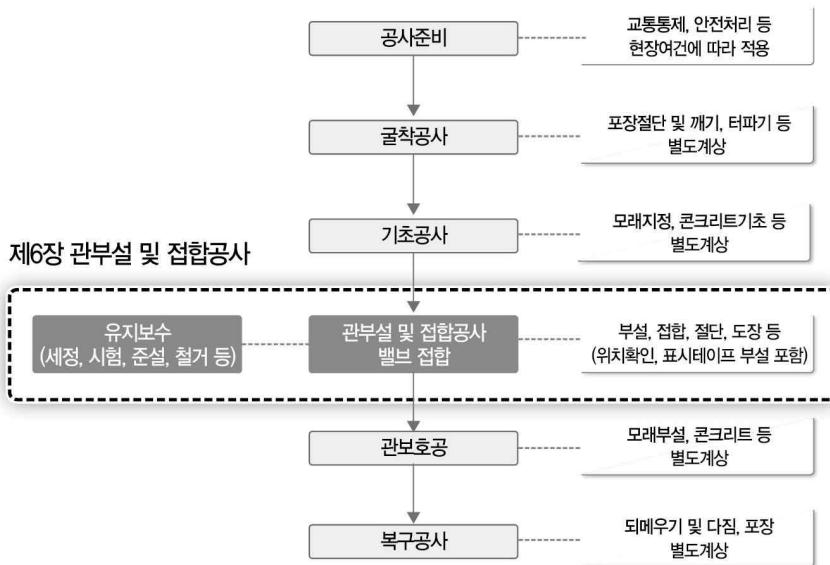 공사준비
교통통제, 안전처리 등
현장여건에 따라 적용
굴착공사
포장절단 및 깨기, 터파기 등
별도계상
기초공사
모래지정, 콘크리트기초 등
별도계상
제6장 관부설 및 접합공사
유지보수
(세정, 시험, 준설, 철거 등)
관부설 및 접합공사
밸브 접합
부설, 접합, 절단, 도장 등
(위치확인, 표시테이프 부설 포함)
관보호공
모래부설, 콘크리트 등
별도계상
복구공사
되메우기 및 다짐, 포장
별도계상